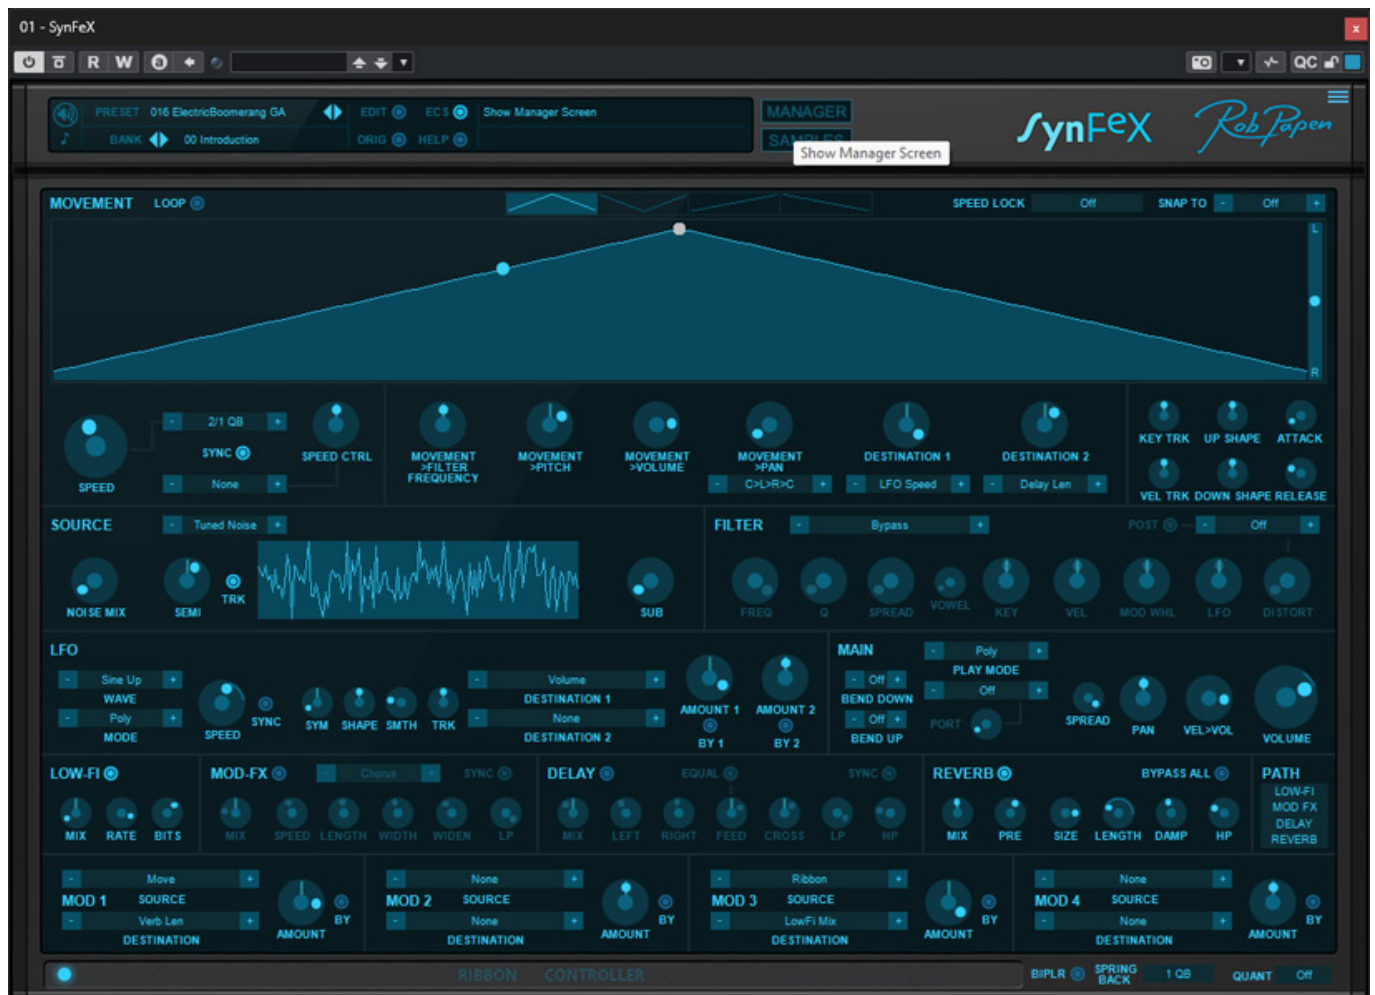 01 - SynFeX
R W QC
PRESET 016 ElectricBoomerang GA EDIT ECS Show Manager Screen
BANK 00 Introduction ORIG HELP
MANAGER
SAMPLES
Show Manager Screen
SynFeX Rob Papen
MOVEMENT LOOP SPEED LOCK Off SNAP TO - Off +
L
R
- 2/1 QB +
SYNC
- None +
SPEED SPEED CTRL
MOVEMENT >FILTER FREQUENCY
MOVEMENT >PITCH
MOVEMENT >VOLUME
MOVEMENT >PAN
- C>L>R>C +
DESTINATION 1
- LFO Speed +
DESTINATION 2
- Delay Len +
KEY TRK UP SHAPE ATTACK
VEL TRK DOWN SHAPE RELEASE
SOURCE - Tuned Noise +
NOISE MIX SEMI TRK SUB
FILTER - Bypass + POST - Off +
FREQ Q SPREAD VOWEL KEY VEL MOD WHL LFO DISTORT
LFO
- Sine Up +
WAVE
- Poly +
MODE
SPEED SYNC SYM SHAPE SMTH TRK
- Volume +
DESTINATION 1
- None +
DESTINATION 2
AMOUNT 1 AMOUNT 2
BY 1 BY 2
MAIN - Poly +
PLAY MODE
- Off +
BEND DOWN
- Off +
BEND UP
- Off +
PORT SPREAD PAN VEL>VOL VOLUME
LOW-FI
MIX RATE BITS
MOD-FX - Chorus + SYNC
MIX SPEED LENGTH WIDTH WIDEN LP
DELAY EQUAL SYNC
MIX LEFT RIGHT FEED CROSS LP HP
REVERB BYPASS ALL
MIX PRE SIZE LENGTH DAMP HP
PATH
LOW-FI
MOD FX
DELAY
REVERB
- Move +
MOD 1 SOURCE
- Verb Len +
DESTINATION
AMOUNT BY
- None +
MOD 2 SOURCE
- None +
DESTINATION
AMOUNT BY
- Ribbon +
MOD 3 SOURCE
- LowFi Mix +
DESTINATION
AMOUNT BY
- None +
MOD 4 SOURCE
- None +
DESTINATION
AMOUNT BY
RIBBON CONTROLLER
BIPLR SPRING BACK 1 QB QUANT Off